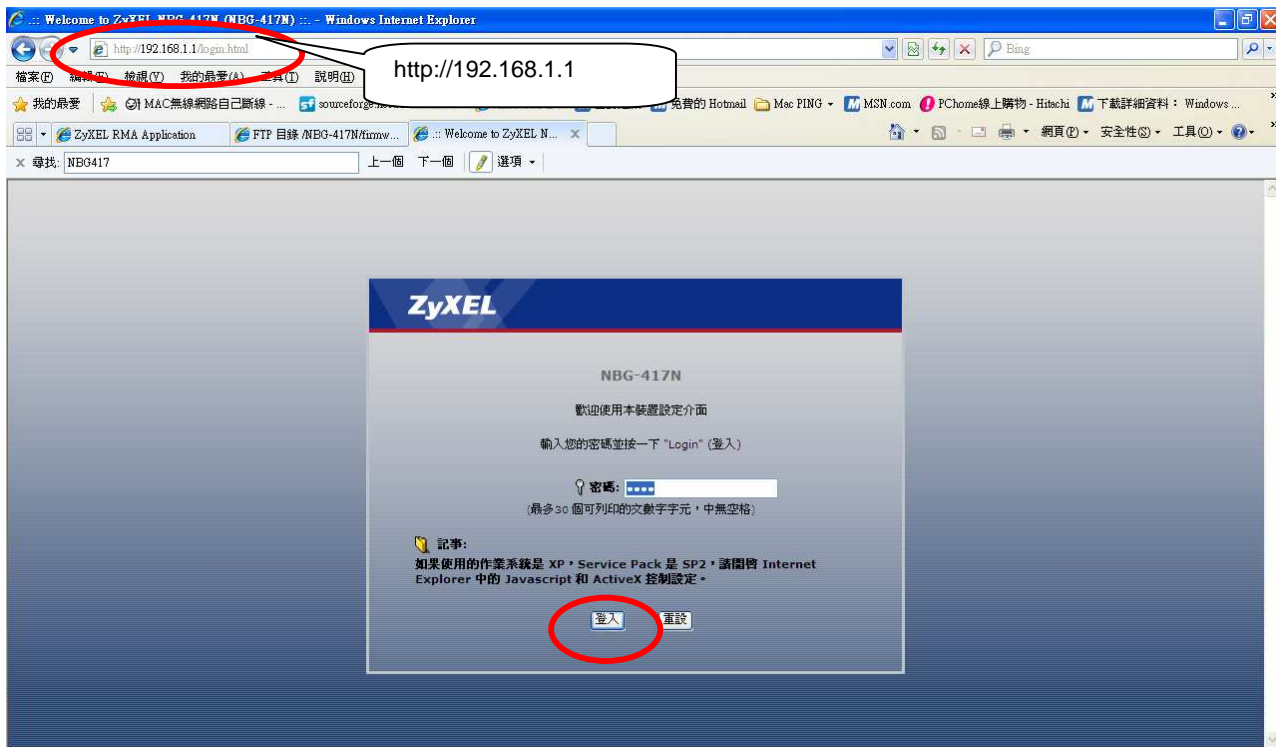 .:: Welcome to ZyXEL NBG-417N (NBG-417N) ::. - Windows Internet Explorer
http://192.168.1.1/login.html
Bing
http://192.168.1.1
檔案(F) 編輯(E) 檢視(V) 我的最愛(A) 工具(T) 說明(H)
我的最愛 MAC無線網路自己斷線 - ... 免費的 Hotmail Mac PING MSN.com PChome線上購物 - Hitachi 下載詳細資料： Windows ...
ZyXEL RMA Application FTP 目錄 /NBG-417N/firmw... .:: Welcome to ZyXEL N... 網頁(P) 安全性(S) 工具(O)
x 尋找: NBG417 上一個 下一個 選項
ZyXEL
NBG-417N
歡迎使用本裝置設定介面
輸入您的密碼並按一下 "Login" (登入)
密碼: ••••
(最多30 個可列印的文數字字元，中無空格)
記事:
如果使用的作業系統是 XP，Service Pack 是 SP2，請開啓 Internet
Explorer 中的 Javascript 和 ActiveX 控制設定。
登入 重設